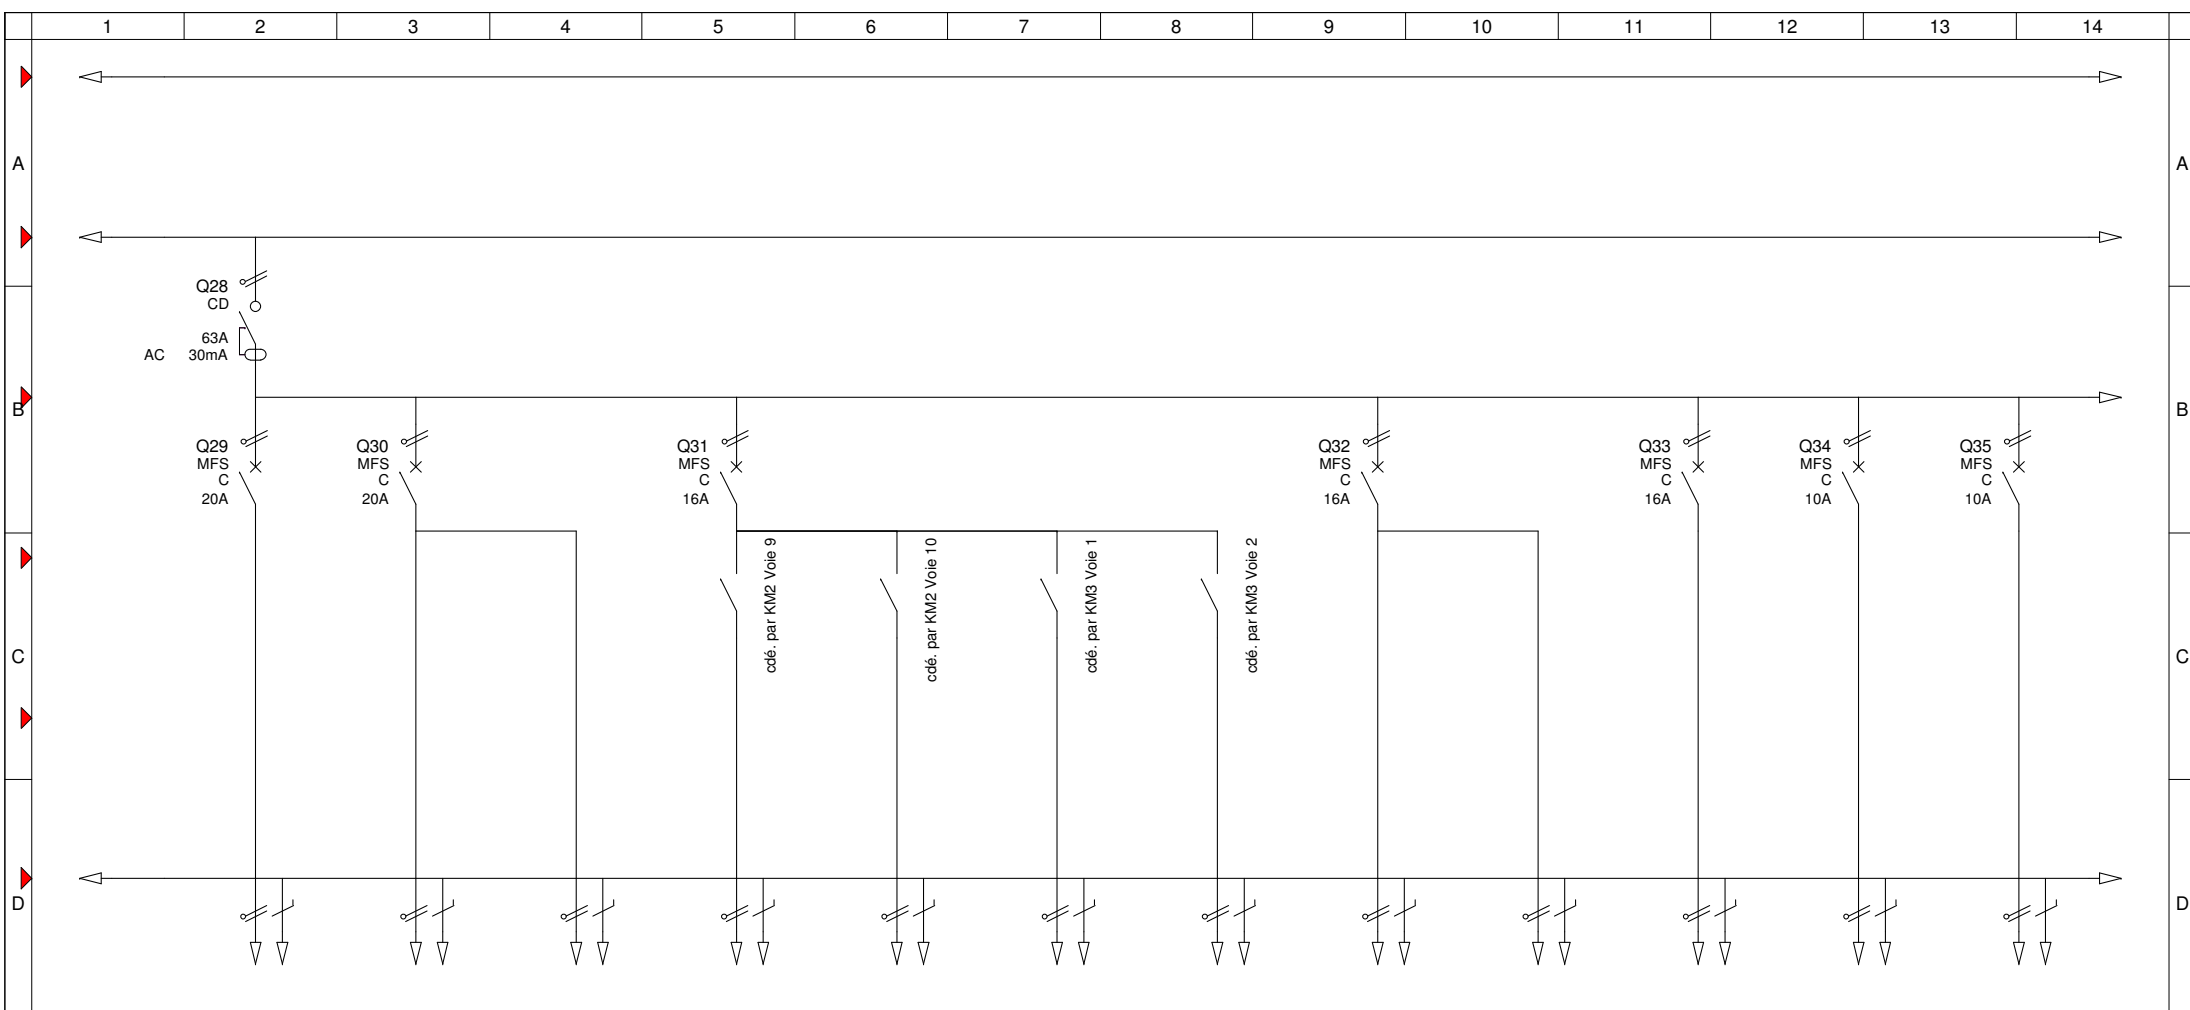 1 2 3 4 5 6 7 8 9 10 11 12 13 14
A A
Q28
CD
63A
AC 30mA
B B
Q29 Q30 Q31 Q32 Q33 Q34 Q35
MFS MFS MFS MFS MFS MFS MFS
C C C C C C C
20A 20A 16A 16A 16A 10A 10A
cdé. par KM2 Voie 9
cdé. par KM2 Voie 10
cdé. par KM3 Voie 1
cdé. par KM3 Voie 2
C C
D D